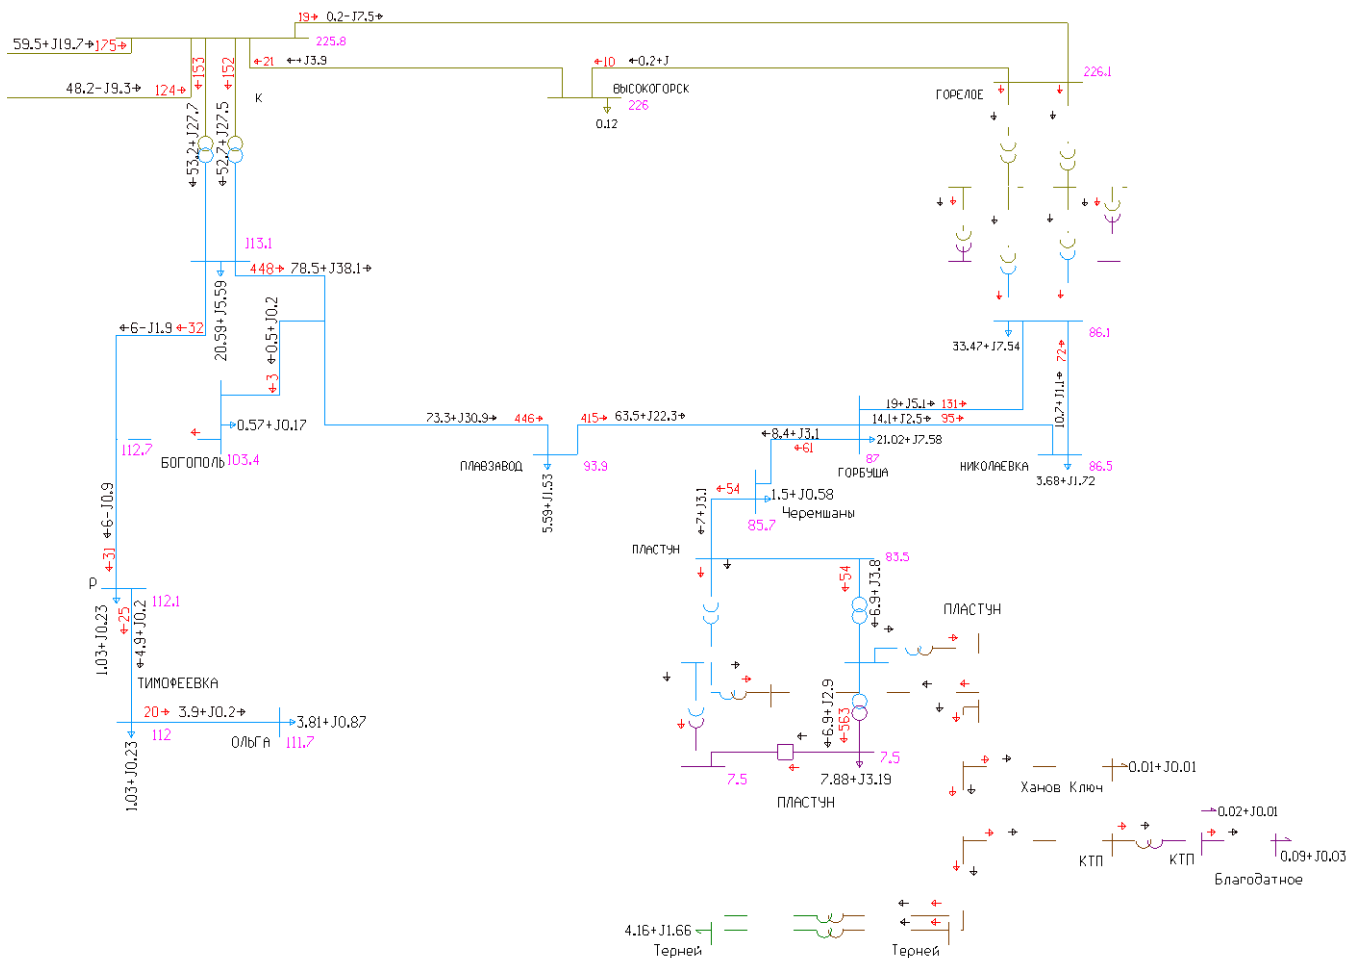 19
0.2-J7.5
59.5+J19.7
175
225.8
153
152
21
+J3.9
10
0.2+J
226.1
48.2-J9.3
124
К
ВЫСОКОГОРСК
226
ГОРЕЛОЕ
0.12
53.2+J27.7
52.7+J27.5
113.1
448
78.5+J38.1
20.59+J5.59
6-J1.9
32
0.5+J0.2
3
86.1
33.47+J7.54
72
10.7+J1.1
19+J5.1
131
73.3+J30.9
446
415
63.5+J22.3
14.1+J2.5
95
0.57+J0.17
8.4+J3.1
61
21.02+J7.58
112.7
БОГОПОЛЬ
103.4
ПЛАВЗАВОД
93.9
87
ГОРБУША
НИКОЛАЕВКА
86.5
3.68+J1.72
5.59+J1.53
54
1.5+J0.58
Черемшаны
85.7
7+J3.1
6-J0.9
31
ПЛАСТУН
83.5
54
6.9+J3.8
Р
112.1
ПЛАСТУН
1.03+J0.23
25
4.9+J0.2
ТИМОФЕЕВКА
20
3.9+J0.2
3.81+J0.87
112
ОЛЬГА
111.7
6.9+J2.9
563
1.03+J0.23
7.5
7.5
7.88+J3.19
ПЛАСТУН
0.01+J0.01
Ханов Ключ
0.02+J0.01
КТП
КТП
0.09+J0.03
Благодатное
4.16+J1.66
Терней
Терней